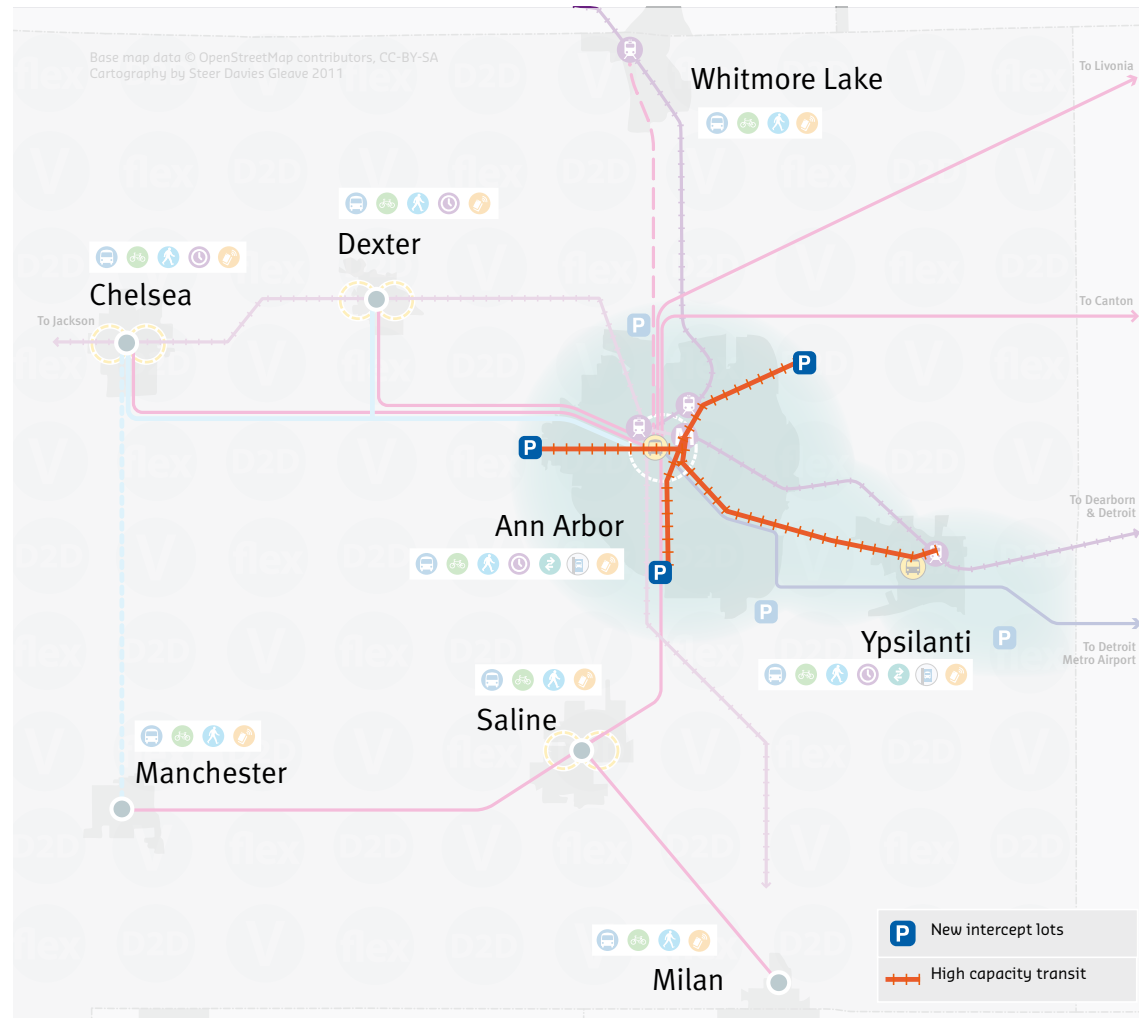 Base map data © OpenStreetMap contributors, CC-BY-SA
Cartography by Steer Davies Gleave 2011
Whitmore Lake
To Livonia
Dexter
Chelsea
To Jackson
To Canton
P
P
P
Ann Arbor
To Dearborn
& Detroit
P
P
Ypsilanti
P
To Detroit
Metro Airport
Saline
Manchester
Milan
P
New intercept lots
High capacity transit
flex
D2D
V